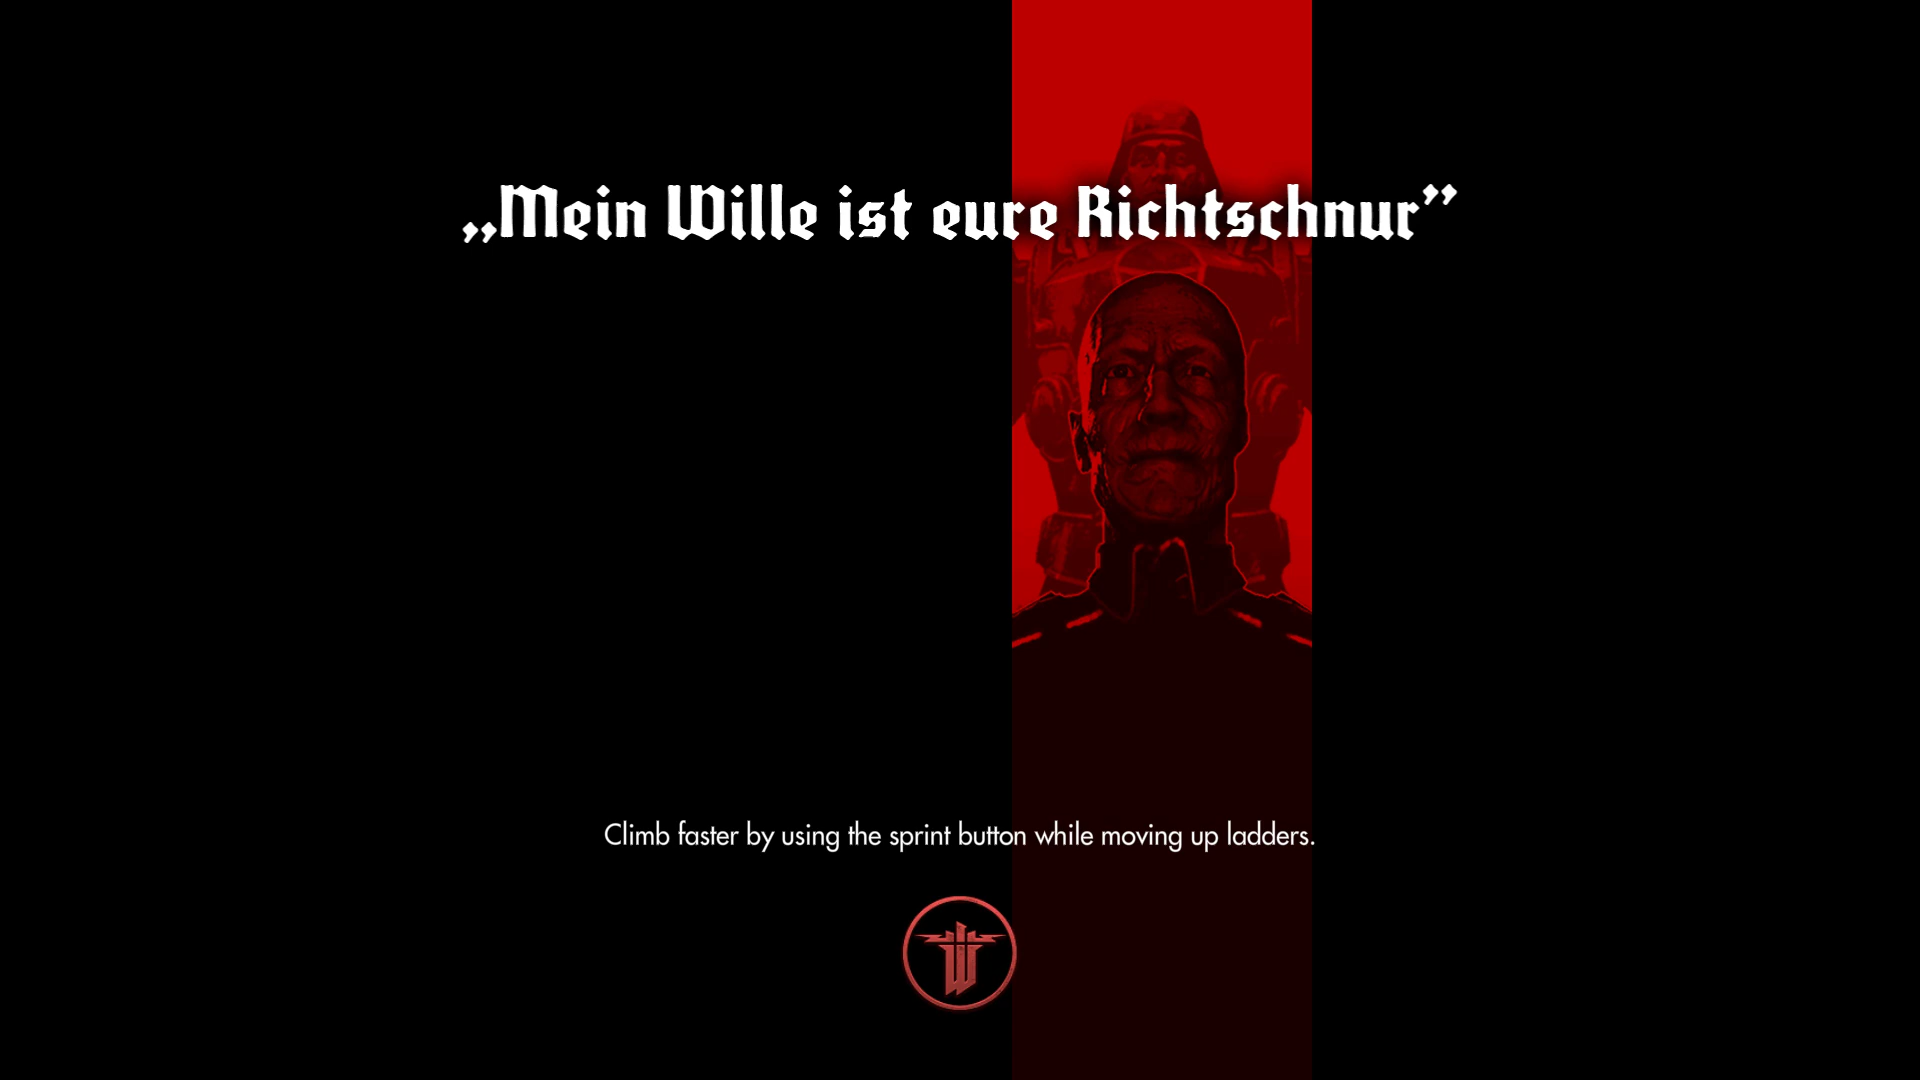 „Mein Wille ist eure Richtschnur”
Climb faster by using the sprint button while moving up ladders.